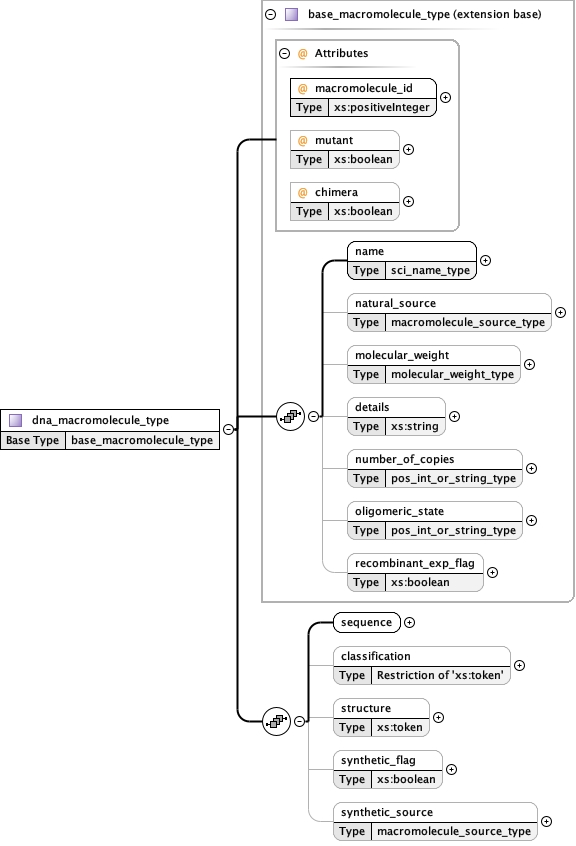 base_macromolecule_type (extension base)
@ Attributes
@ macromolecule_id
Type xs:positiveInteger
@ mutant
Type xs:boolean
@ chimera
Type xs:boolean
name
Type sci_name_type
natural_source
Type macromolecule_source_type
molecular_weight
Type molecular_weight_type
details
Type xs:string
dna_macromolecule_type
Base Type base_macromolecule_type
number_of_copies
Type pos_int_or_string_type
oligomeric_state
Type pos_int_or_string_type
recombinant_exp_flag
Type xs:boolean
sequence
classification
Type Restriction of 'xs:token'
structure
Type xs:token
synthetic_flag
Type xs:boolean
synthetic_source
Type macromolecule_source_type